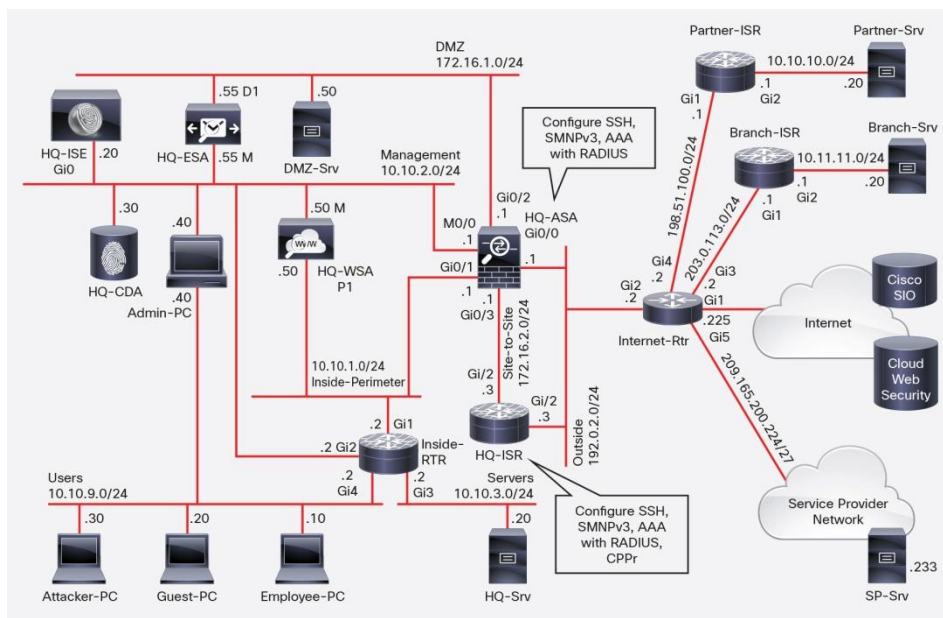 DMZ
172.16.1.0/24
Partner-ISR
Partner-Srv
10.10.10.0/24
.1
Gi2
.20
Gi1
.1
.55 D1
.50
HQ-ISE
Gi0
.20
HQ-ESA
.55 M
DMZ-Srv
Configure SSH,
SMNPv3, AAA
with RADIUS
Branch-ISR
Branch-Srv
10.11.11.0/24
.1
Gi2
.20
.1
Gi1
198.51.100.0/24
203.0.113.0/24
Management
10.10.2.0/24
Gi0/2
.1
HQ-ASA
Gi0/0
.1
M0/0
.1
Gi0/1
.1
.1
Gi0/3
.30
HQ-CDA
.40
.40
Admin-PC
.50 M
WWW
.50
HQ-WSA
P1
Gi4
.2
Gi3
.2
Gi2
.2
Gi1
.225
Gi5
Internet-Rtr
Internet
Cisco
SIO
Cloud
Web
Security
Site-to-Site
172.16.2.0/24
209.165.200.224/27
10.10.1.0/24
Inside-Perimeter
Gi/2
.3
Gi/2
.3
HQ-ISR
Outside
192.0.2.0/24
.2
Gi1
.2 Gi2
Inside-
RTR
.2
Gi4
.2
Gi3
Users
10.10.9.0/24
Servers
10.10.3.0/24
Configure SSH,
SMNPv3, AAA
with RADIUS,
CPPr
Service Provider
Network
.30
.20
.10
.20
.233
Attacker-PC
Guest-PC
Employee-PC
HQ-Srv
SP-Srv